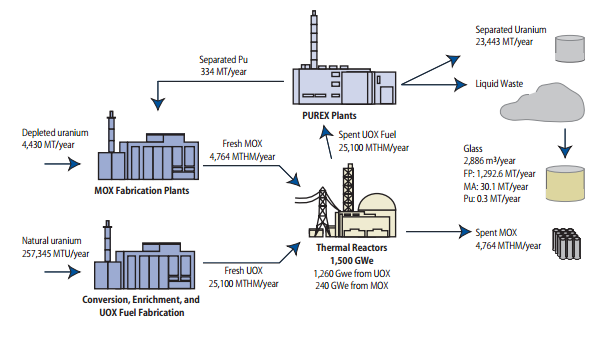 Separated Uranium
23,443 MT/year
Separated Pu
334 MT/year
Liquid Waste
PUREX Plants
Depleted uranium
4,430 MT/year
Fresh MOX
4,764 MTHM/year
Spent UOX Fuel
25,100 MTHM/year
Glass
2,886 m³/year
FP: 1,292.6 MT/year
MA: 30.1 MT/year
Pu: 0.3 MT/year
MOX Fabrication Plants
Natural uranium
257,345 MTU/year
Spent MOX
4,764 MTHM/year
Thermal Reactors
1,500 GWe
1,260 Gwe from UOX
240 GWe from MOX
Fresh UOX
25,100 MTHM/year
Conversion, Enrichment, and
UOX Fuel Fabrication